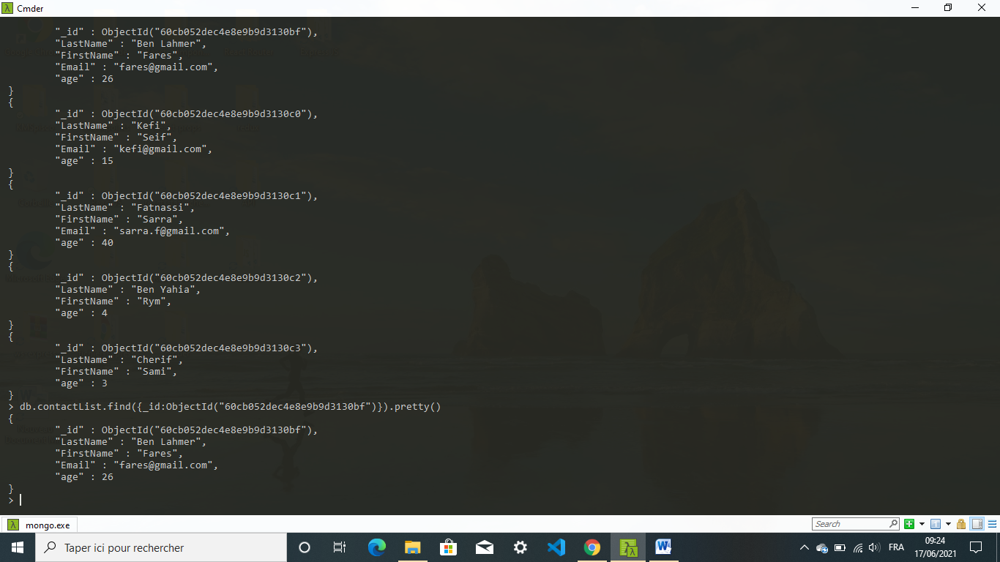 Cmder
"_id" : ObjectId("60cb052dec4e8e9b9d3130bf"),
"LastName" : "Ben Lahmer",
"FirstName" : "Fares",
"Email" : "fares@gmail.com",
"age" : 26
}
{
"_id" : ObjectId("60cb052dec4e8e9b9d3130c0"),
"LastName" : "Kefi",
"FirstName" : "Seif",
"Email" : "kefi@gmail.com",
"age" : 15
}
{
"_id" : ObjectId("60cb052dec4e8e9b9d3130c1"),
"LastName" : "Fatnassi",
"FirstName" : "Sarra",
"Email" : "sarra.f@gmail.com",
"age" : 40
}
{
"_id" : ObjectId("60cb052dec4e8e9b9d3130c2"),
"LastName" : "Ben Yahia",
"FirstName" : "Rym",
"age" : 4
}
{
"_id" : ObjectId("60cb052dec4e8e9b9d3130c3"),
"LastName" : "Cherif",
"FirstName" : "Sami",
"age" : 3
}
> db.contactList.find({_id:ObjectId("60cb052dec4e8e9b9d3130bf")}).pretty()
{
"_id" : ObjectId("60cb052dec4e8e9b9d3130bf"),
"LastName" : "Ben Lahmer",
"FirstName" : "Fares",
"Email" : "fares@gmail.com",
"age" : 26
}
>
mongo.exe Search
Taper ici pour rechercher FRA 09:24
17/06/2021